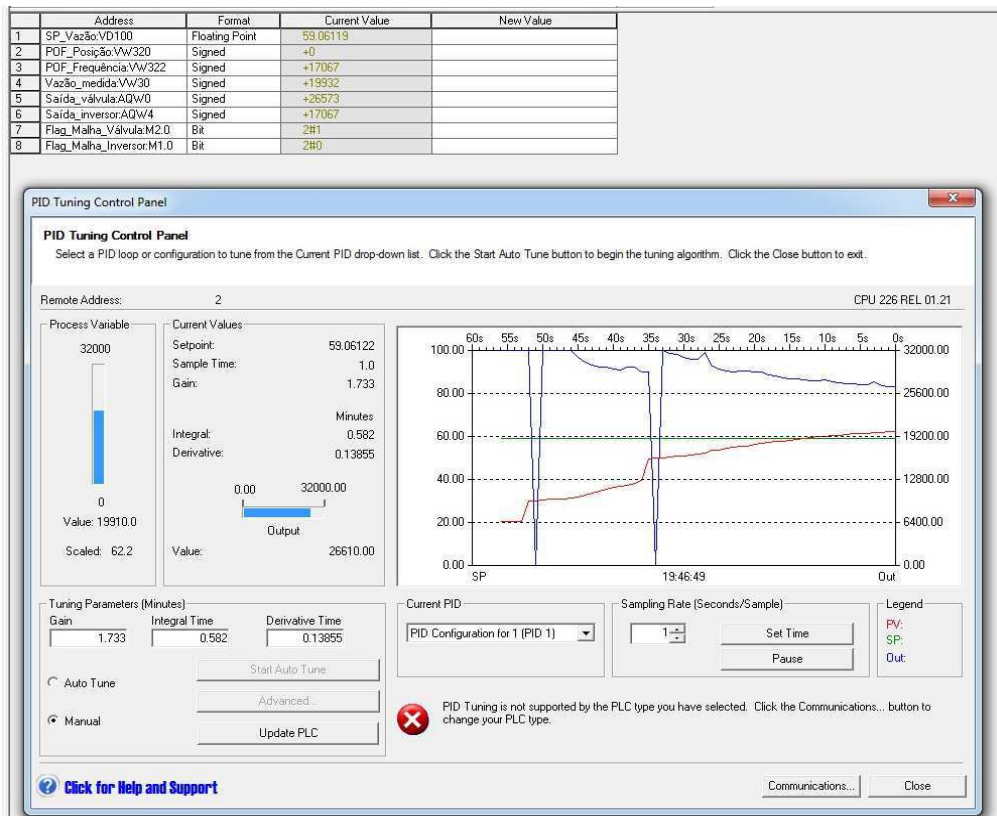 Address Format Current Value New Value
1 SP_Vazão:VD100 Floating Point 59.06119
2 POF_Posição:VW320 Signed +0
3 POF_Frequência:VW322 Signed +17067
4 Vazão_medida:VW30 Signed +19932
5 Saída_válvula:AQW0 Signed +26573
6 Saída_inversor:AQW4 Signed +17067
7 Flag_Malha_Válvula:M2.0 Bit 2#1
8 Flag_Malha_Inversor:M1.0 Bit 2#0
PID Tuning Control Panel
PID Tuning Control Panel
Select a PID loop or configuration to tune from the Current PID drop-down list. Click the Start Auto Tune button to begin the tuning algorithm. Click the Close button to exit.
Remote Address: 2 CPU 226 REL 01.21
Process Variable
32000
0
Value: 19910.0
Scaled: 62.2
Current Values
Setpoint: 59.06122
Sample Time: 1.0
Gain: 1.733
Minutes
Integral: 0.582
Derivative: 0.13855
0.00 32000.00
Output
Value: 26610.00
60s 55s 50s 45s 40s 35s 30s 25s 20s 15s 10s 5s 0s
100.00 32000.00
80.00 25600.00
60.00 19200.00
40.00 12800.00
20.00 6400.00
0.00 0.00
SP 19:46:49 Out
Tuning Parameters (Minutes)
Gain Integral Time Derivative Time
1.733 0.582 0.13855
Auto Tune
Manual
Start Auto Tune
Advanced...
Update PLC
Current PID
PID Configuration for 1 (PID 1)
Sampling Rate (Seconds/Sample)
1 Set Time
Pause
Legend
PV:
SP:
Out:
PID Tuning is not supported by the PLC type you have selected. Click the Communications... button to
change your PLC type.
Click for Help and Support
Communications... Close